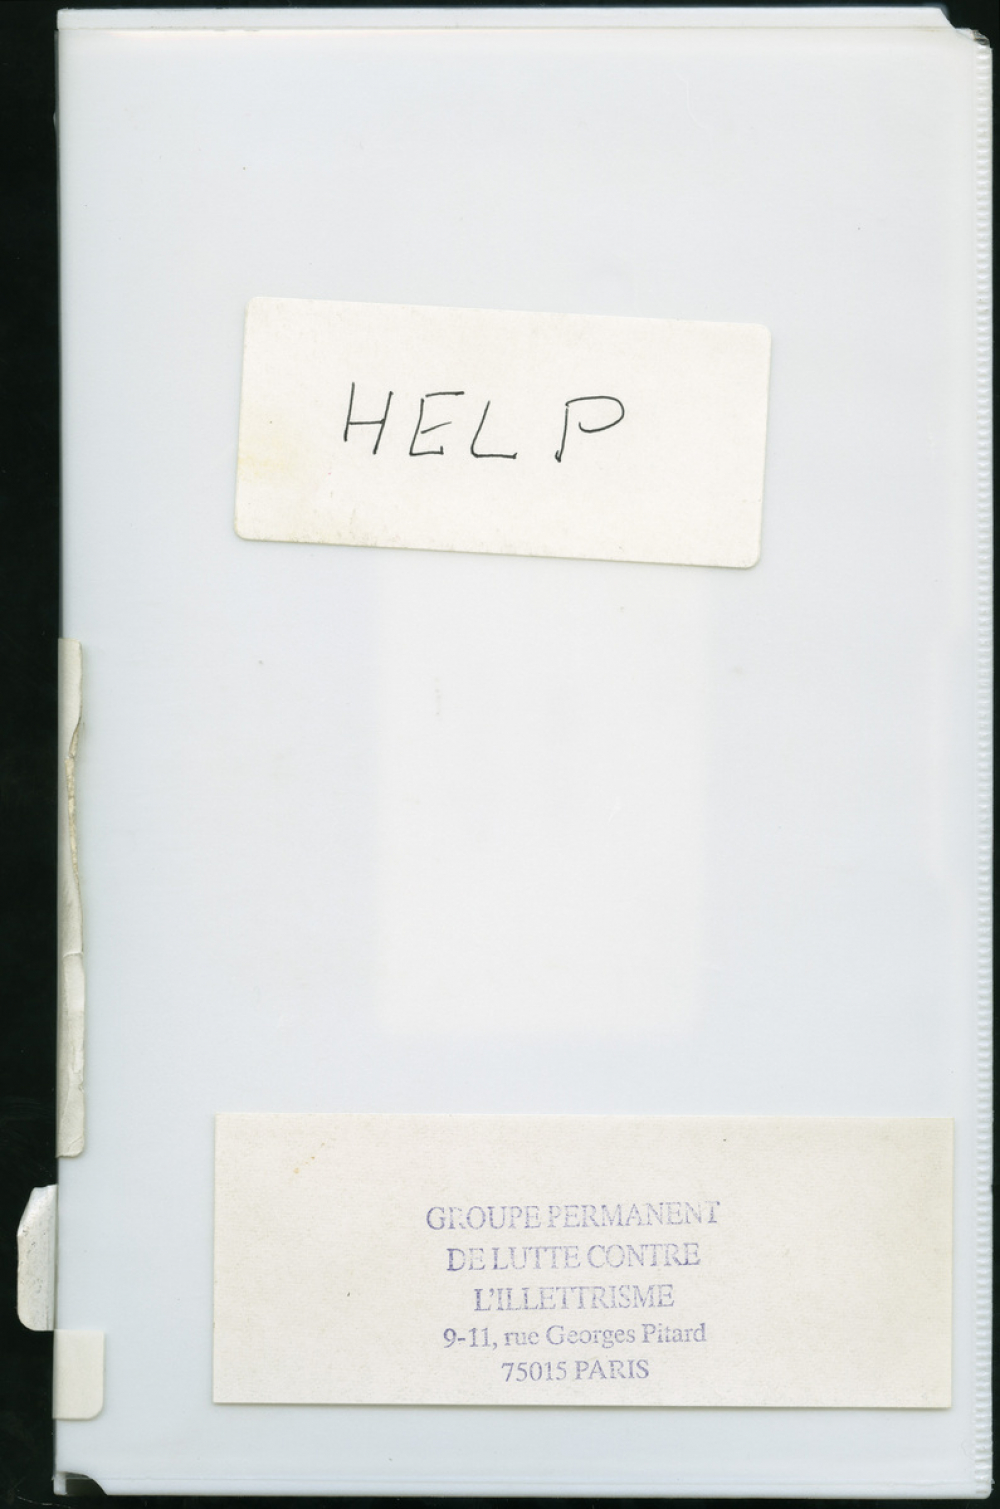 HELP
GROUPE PERMANENT
DE LUTTE CONTRE
L'ILLETTRISME
9-11, rue Georges Pitard
75015 PARIS